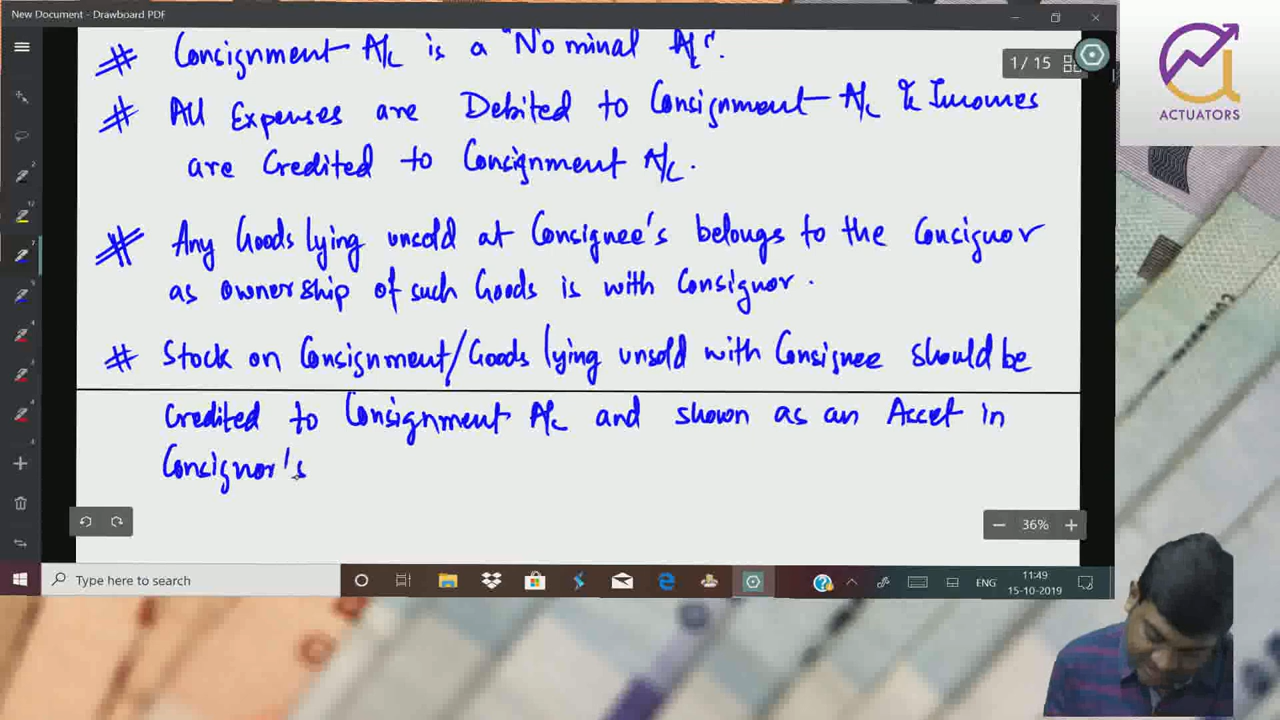 New Document - Drawboard PDF
1 / 15
ACTUATORS
# Consignment A/c is a "Nominal A/c".
# All Expenses are Debited to Consignment A/c & Incomes
are Credited to Consignment A/c.
# Any Goods lying unsold at Consignee's belongs to the Consignor
as ownership of such Goods is with Consignor.
# Stock on Consignment/Goods lying unsold with Consignee should be
Credited to Consignment A/c and shown as an Asset in
Consignor's
36%
Type here to search
ENG
11:49
15-10-2019